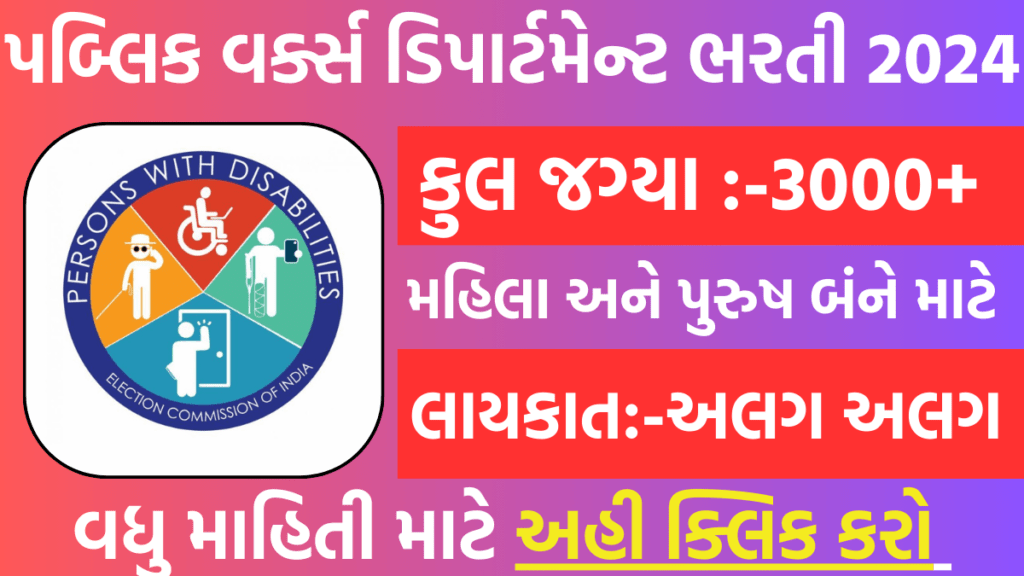 પબ્લિક વર્ક્સ ડિપાર્ટમેન્ટ ભરતી 2024
PERSONS WITH DISABILITIES
ELECTION COMMISSION OF INDIA
કુલ જગ્યા :-3000+
મહિલા અને પુરુષ બંને માટે
લાયકાત:-અલગ અલગ
વધુ માહિતી માટે અહી ક્લિક કરો